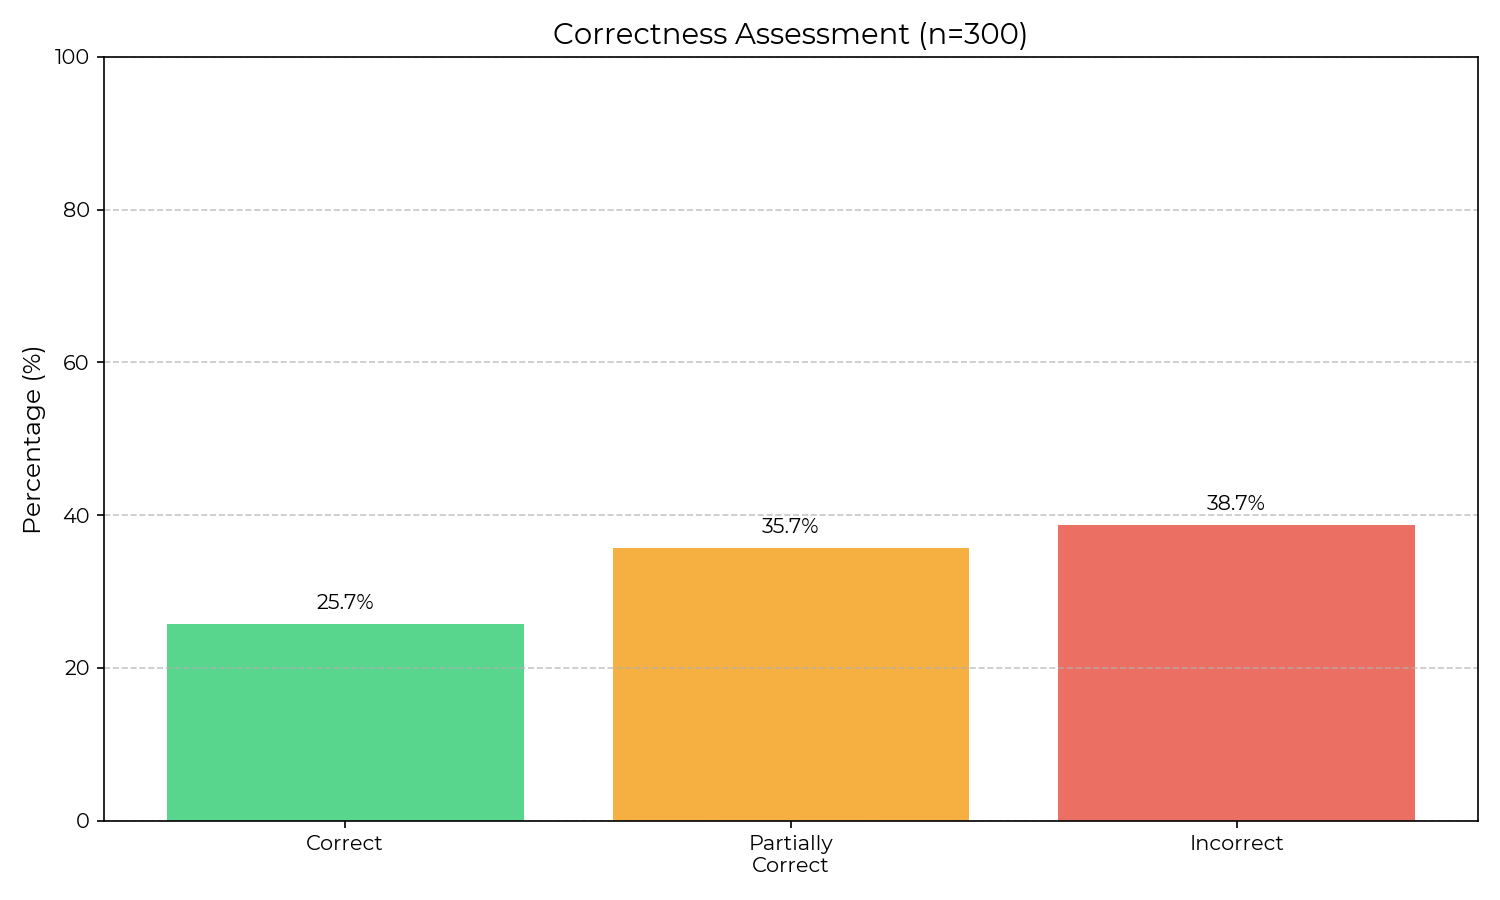 Correctness Assessment (n=300)
Percentage (%)
100
80
60
40
20
0
25.7%
35.7%
38.7%
Correct
Partially
Correct
Incorrect